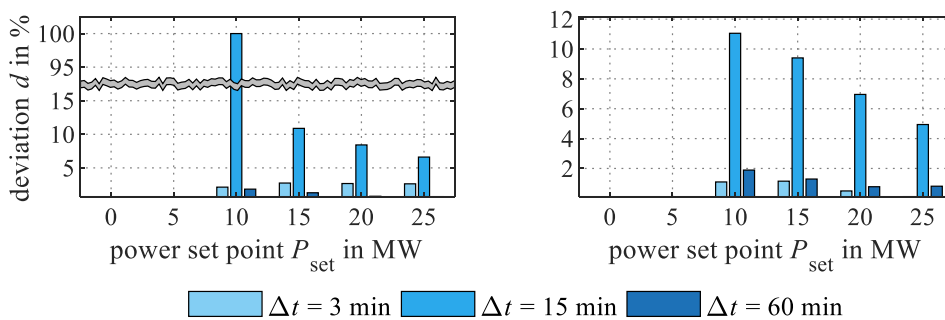 deviation d in %
100
95
15
10
5
0 5 10 15 20 25
power set point P_set in MW
12
10
8
6
4
2
0 5 10 15 20 25
power set point P_set in MW
Δt = 3 min Δt = 15 min Δt = 60 min